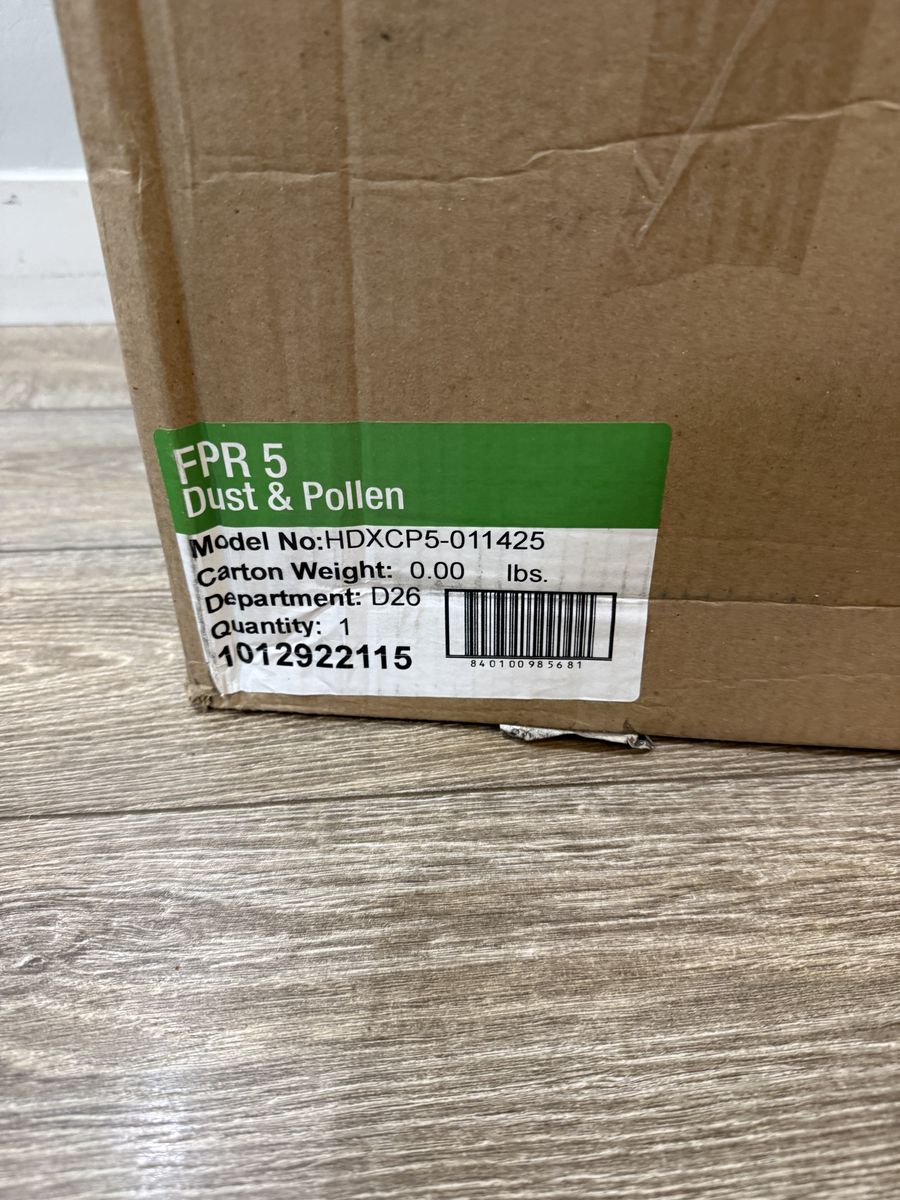 FPR 5
Dust & Pollen
Model No:HDXCP5-011425
Carton Weight: 0.00 lbs.
Department: D26
Quantity: 1
1012922115
840100985681